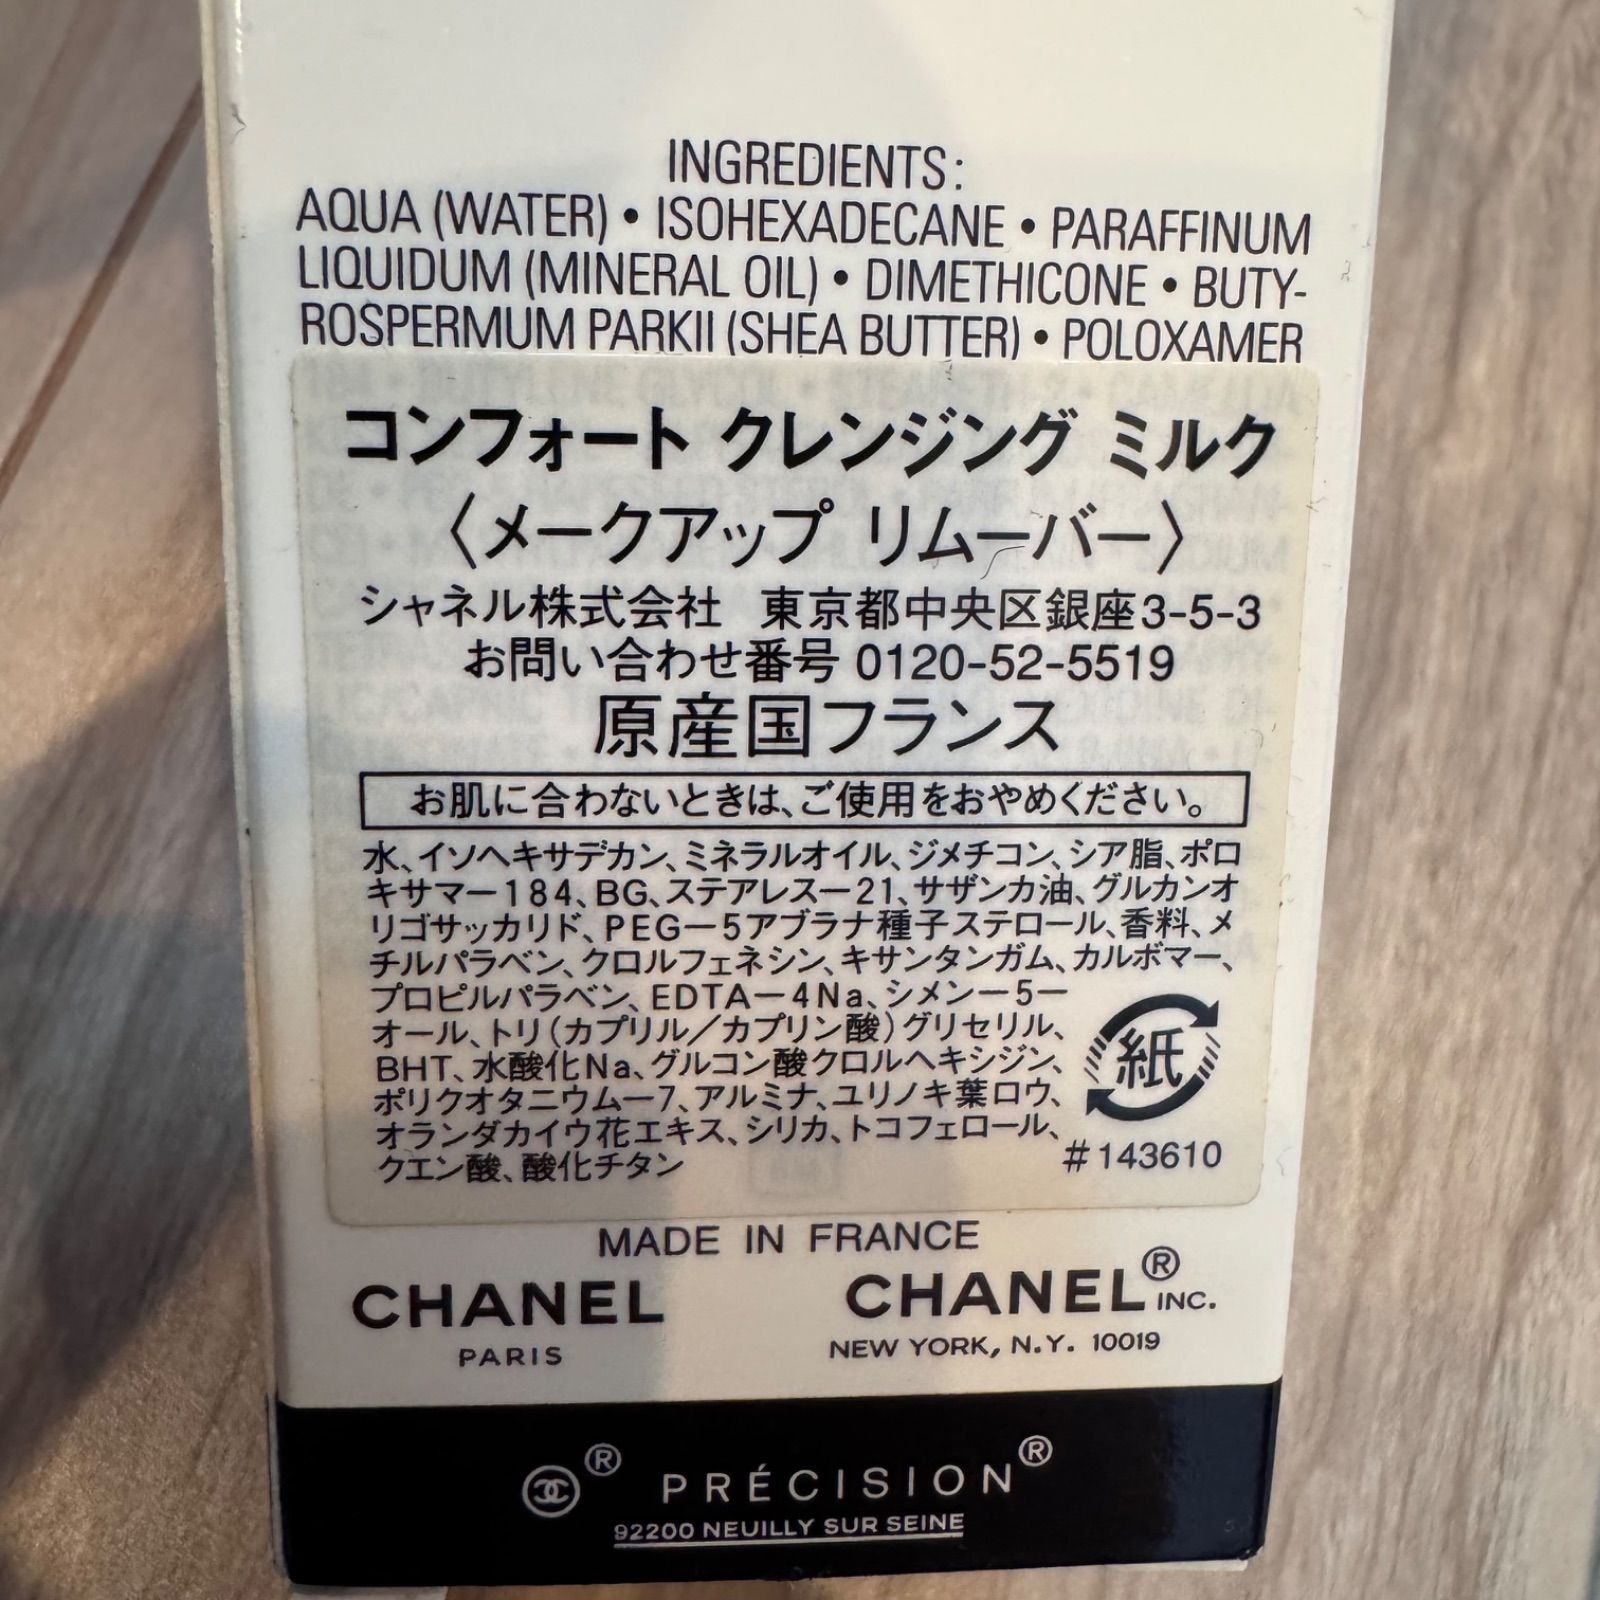 INGREDIENTS:
AQUA (WATER) • ISOHEXADECANE • PARAFFINUM
LIQUIDUM (MINERAL OIL) • DIMETHICONE • BUTY-
ROSPERMUM PARKII (SHEA BUTTER) • POLOXAMER
コンフォート クレンジング ミルク
〈メークアップ リムーバー〉
シャネル株式会社 東京都中央区銀座3-5-3
お問い合わせ番号 0120-52-5519
原産国フランス
お肌に合わないときは、ご使用をおやめください。
水、イソヘキサデカン、ミネラルオイル、ジメチコン、シア脂、ポロ
キサマー184、BG、ステアレスー21、サザンカ油、グルカンオ
リゴサッカリド、PEGー5アブラナ種子ステロール、香料、メ
チルパラベン、クロルフェネシン、キサンタンガム、カルボマー、
プロピルパラベン、EDTAー4Na、シメンー5ー
オール、トリ(カプリル/カプリン酸)グリセリル、
BHT、水酸化Na、グルコン酸クロルヘキシジン、
ポリクオタニウムー7、アルミナ、ユリノキ葉ロウ、
オランダカイウ花エキス、シリカ、トコフェロール、
クエン酸、酸化チタン
紙
#143610
MADE IN FRANCE
CHANEL
PARIS
CHANEL® INC.
NEW YORK, N.Y. 10019
® PRÉCISION®
92200 NEUILLY SUR SEINE